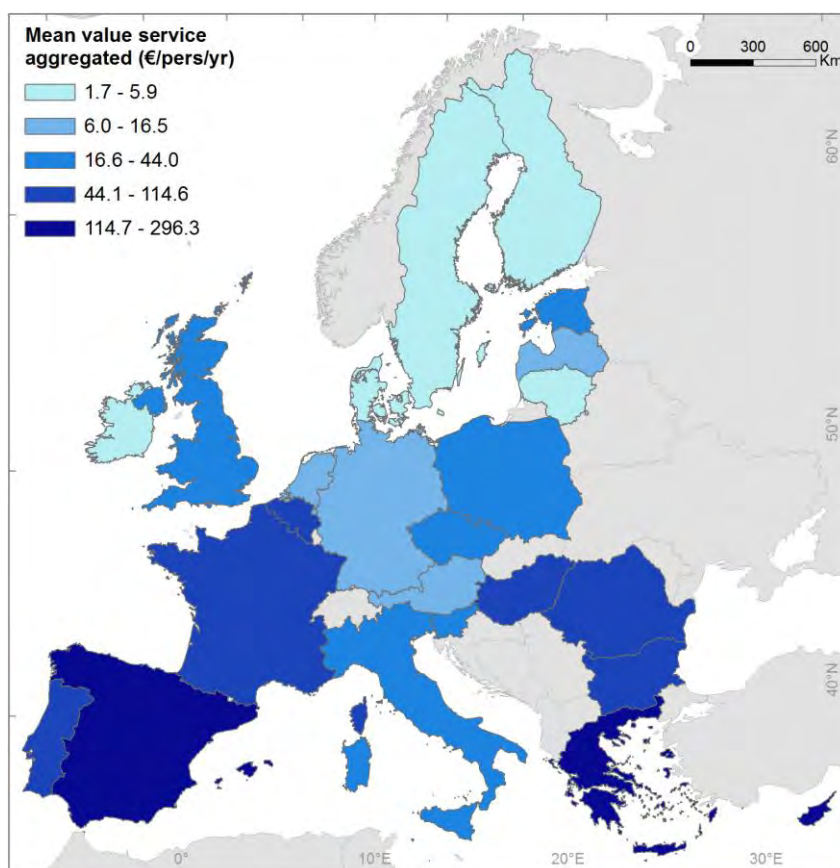 Mean value service
aggregated (€/pers/yr)
1.7 - 5.9
6.0 - 16.5
16.6 - 44.0
44.1 - 114.6
114.7 - 296.3
0 300 600
Km
60°N
50°N
40°N
0° 10°E 20°E 30°E